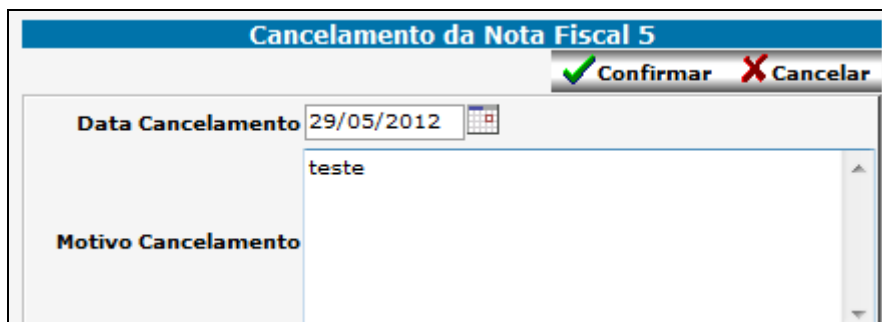 Cancelamento da Nota Fiscal 5
Confirmar Cancelar
Data Cancelamento 29/05/2012
teste
Motivo Cancelamento